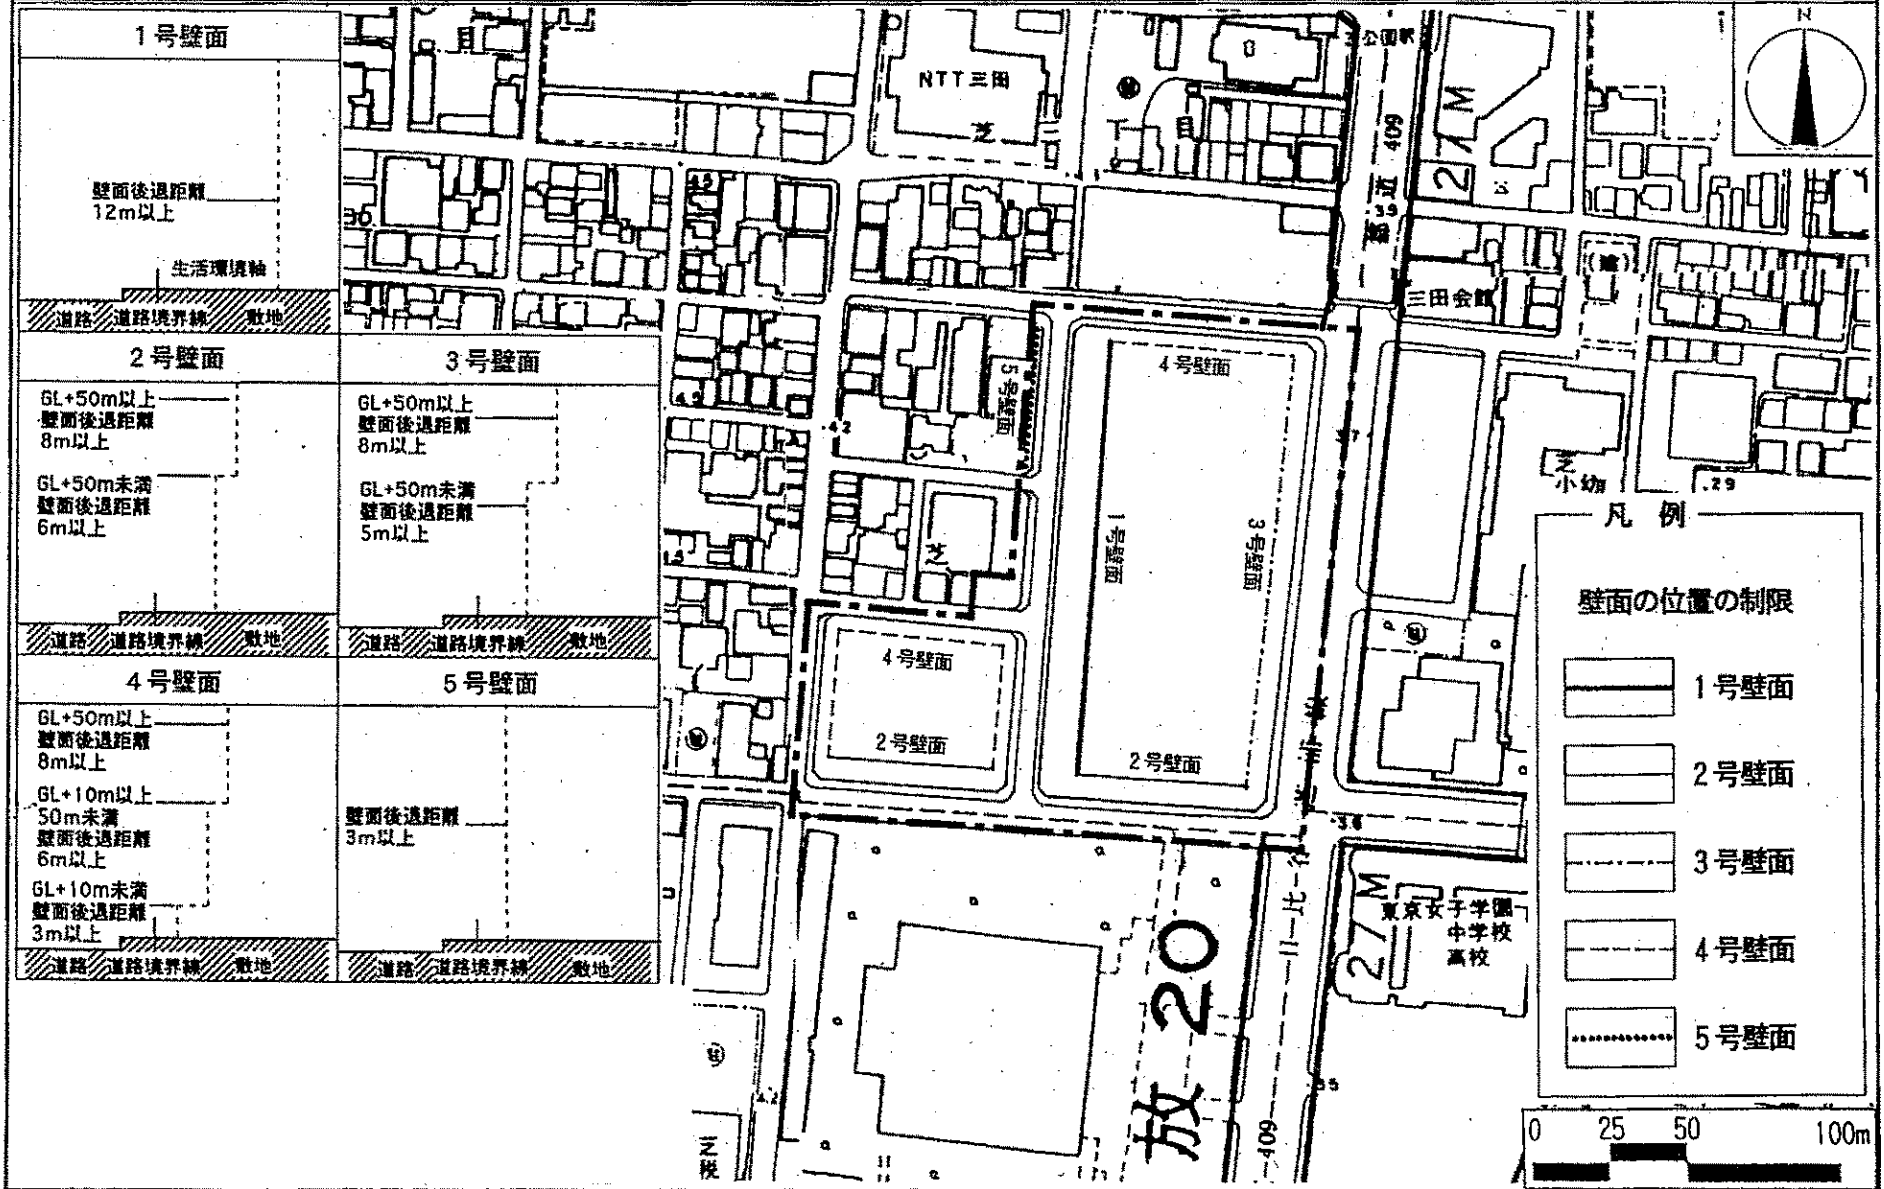 1号壁面
壁面後退距離
12m以上
生活環境軸
道路 道路境界線 敷地
2号壁面
GL+50m以上
壁面後退距離
8m以上
GL+50m未満
壁面後退距離
6m以上
道路 道路境界線 敷地
3号壁面
GL+50m以上
壁面後退距離
8m以上
GL+50m未満
壁面後退距離
5m以上
道路 道路境界線 敷地
4号壁面
GL+50m以上
壁面後退距離
8m以上
GL+10m以上
50m未満
壁面後退距離
6m以上
GL+10m未満
壁面後退距離
3m以上
道路 道路境界線 敷地
5号壁面
壁面後退距離
3m以上
道路 道路境界線 敷地
NTT三田
芝
公園駅
409
27M
三田会館
4号壁面
5号壁面
1号壁面
3号壁面
2号壁面
芝
4号壁面
2号壁面
芝
小幼
.29
放 20
27M
東京女子学園
中学校
高校
409
芝税
N
凡 例
壁面の位置の制限
1号壁面
2号壁面
3号壁面
4号壁面
5号壁面
0 25 50 100m